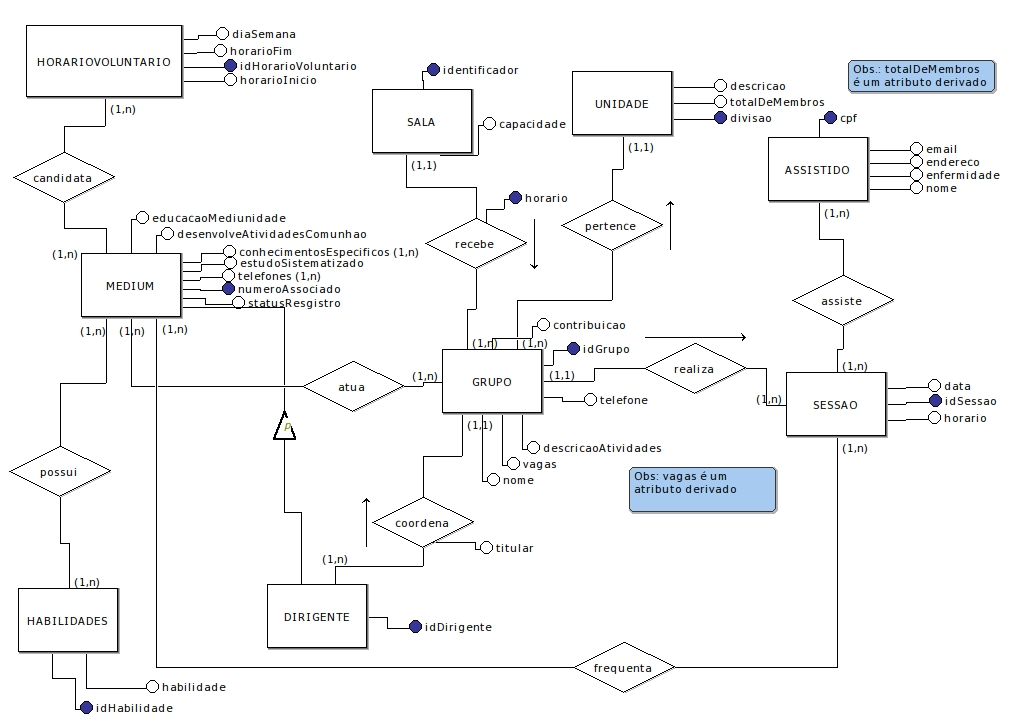 diaSemana
horarioFim
HORARIOVOLUNTARIO
idHorarioVoluntario
horarioInicio
(1,n)
identificador
SALA
capacidade
(1,1)
UNIDADE
descricao
totalDeMembros
divisao
(1,1)
Obs.: totalDeMembros
é um atributo derivado
cpf
ASSISTIDO
email
endereco
enfermidade
nome
(1,n)
candidata
horario
recebe
pertence
educacaoMediunidade
desenvolveAtividadesComunhao
(1,n)
conhecimentosEspecificos (1,n)
estudoSistematizado
telefones (1,n)
MEDIUM
numeroAssociado
statusResgistro
(1,n)
(1,n)
(1,n)
assiste
contribuicao
(1,n)
(1,n)
idGrupo
(1,1)
GRUPO
telefone
(1,n)
atua
realiza
(1,n)
(1,n)
SESSAO
data
idSessao
horario
(1,n)
(1,1)
descricaoAtividades
vagas
nome
p
possui
Obs: vagas é um
atributo derivado
coordena
titular
(1,n)
(1,n)
HABILIDADES
DIRIGENTE
idDirigente
frequenta
habilidade
idHabilidade